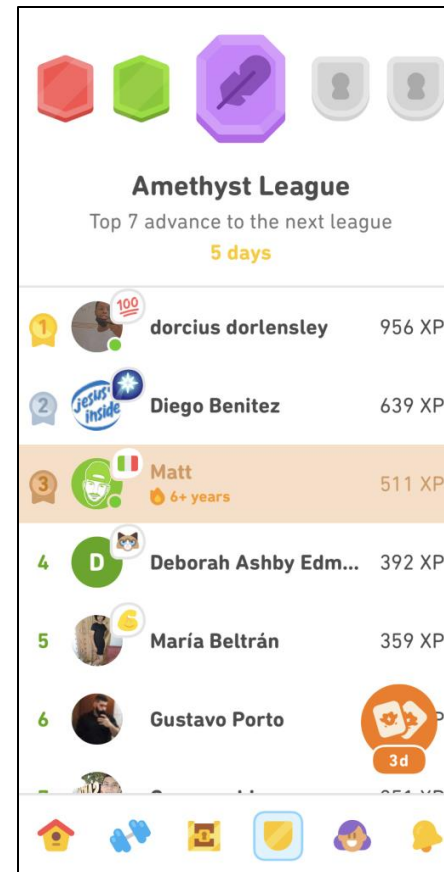 Amethyst League
Top 7 advance to the next league
5 days
1
100
dorcius dorlensley 956 XP
2
jesus
inside
Diego Benitez 639 XP
3
Matt 511 XP
6+ years
4 D Deborah Ashby Edm... 392 XP
5 María Beltrán 359 XP
6 Gustavo Porto
3d